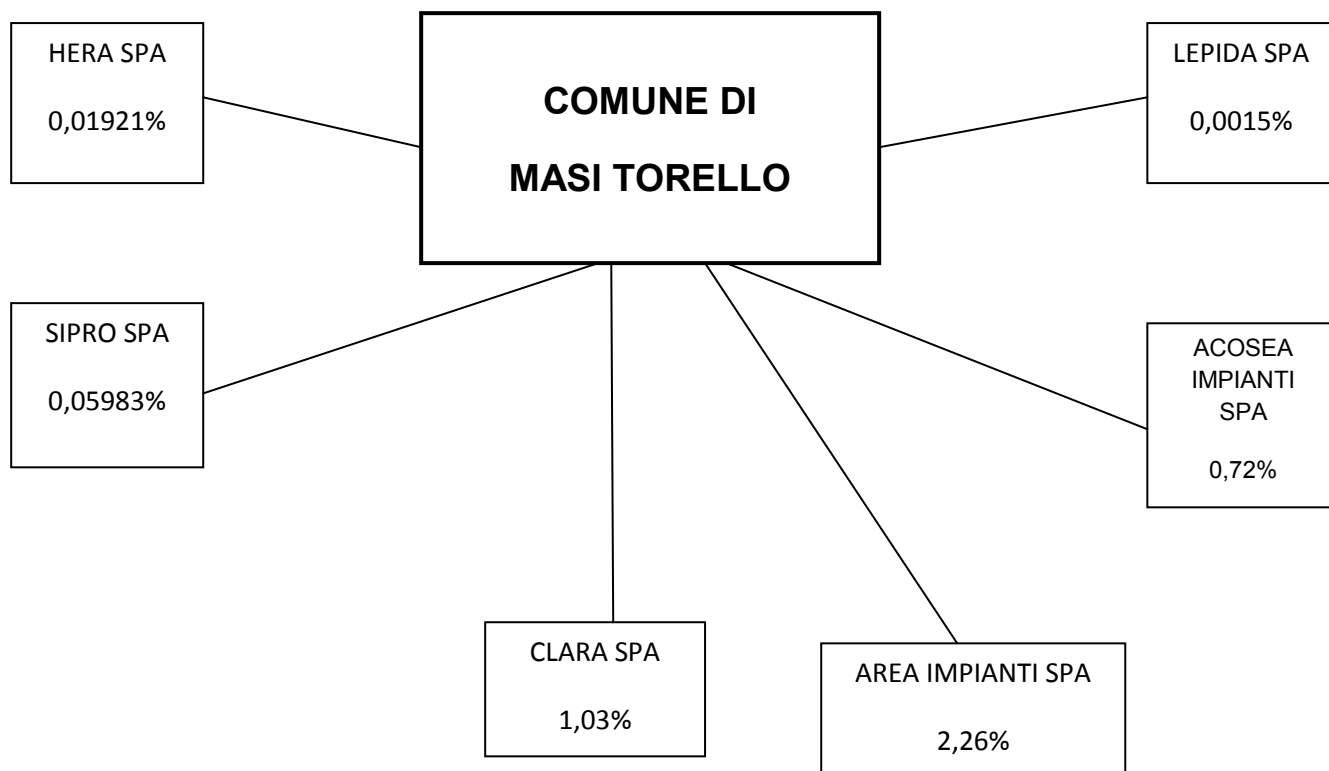 HERA SPA
0,01921%
COMUNE DI
MASI TORELLO
LEPIDA SPA
0,0015%
SIPRO SPA
0,05983%
ACOSEA
IMPIANTI
SPA
0,72%
CLARA SPA
1,03%
AREA IMPIANTI SPA
2,26%